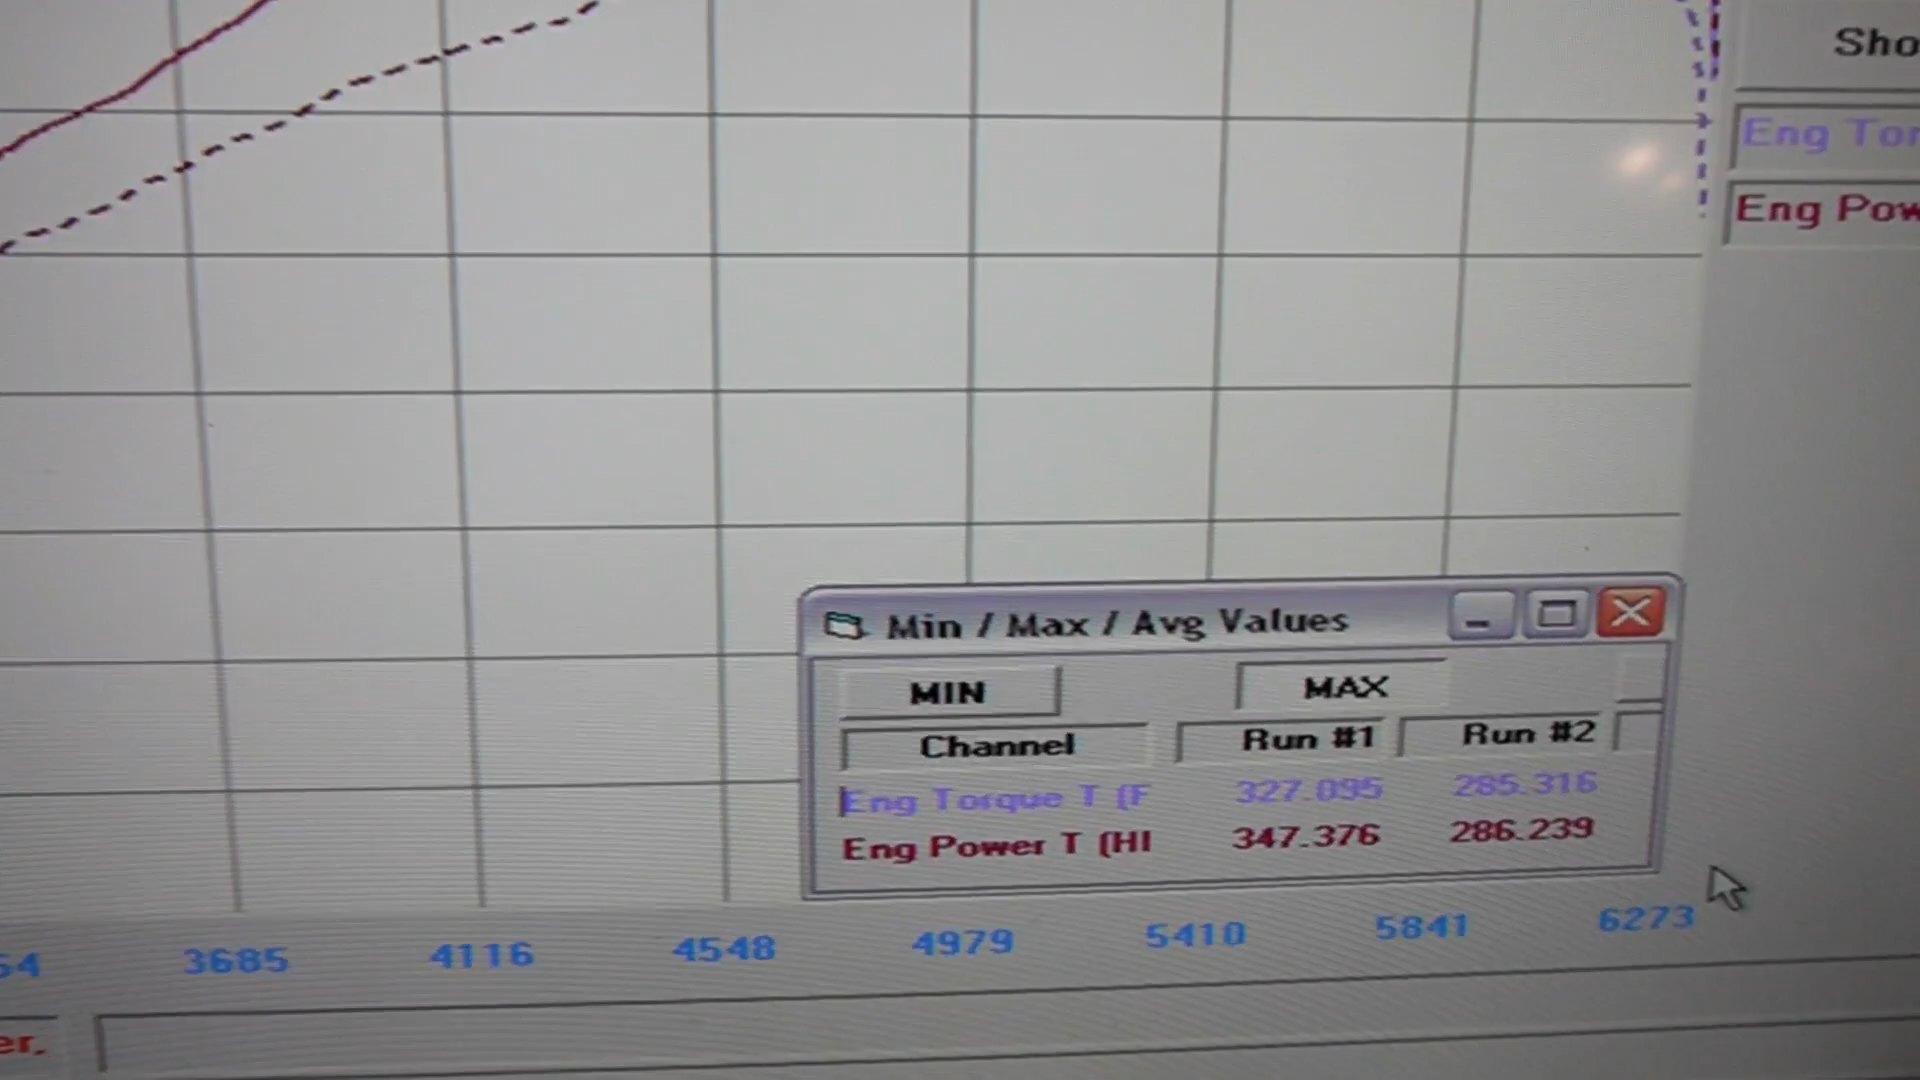 Sho
Eng Tor
Eng Pow
Min / Max / Avg Values
MIN MAX
Channel Run #1 Run #2
Eng Torque T (F 327.095 285.316
Eng Power T (HI 347.376 286.239
54 3685 4116 4548 4979 5410 5841 6273
er,